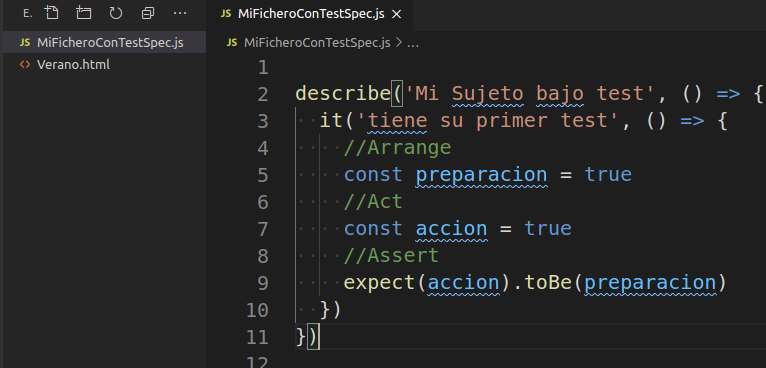 E. ...
JS MiFicheroConTestSpec.js
<> Verano.html
JS MiFicheroConTestSpec.js ×
JS MiFicheroConTestSpec.js > ...
1
2 describe('Mi Sujeto bajo test', () => {
3 it('tiene su primer test', () => {
4 //Arrange
5 const preparacion = true
6 //Act
7 const accion = true
8 //Assert
9 expect(accion).toBe(preparacion)
10 })
11 })
12